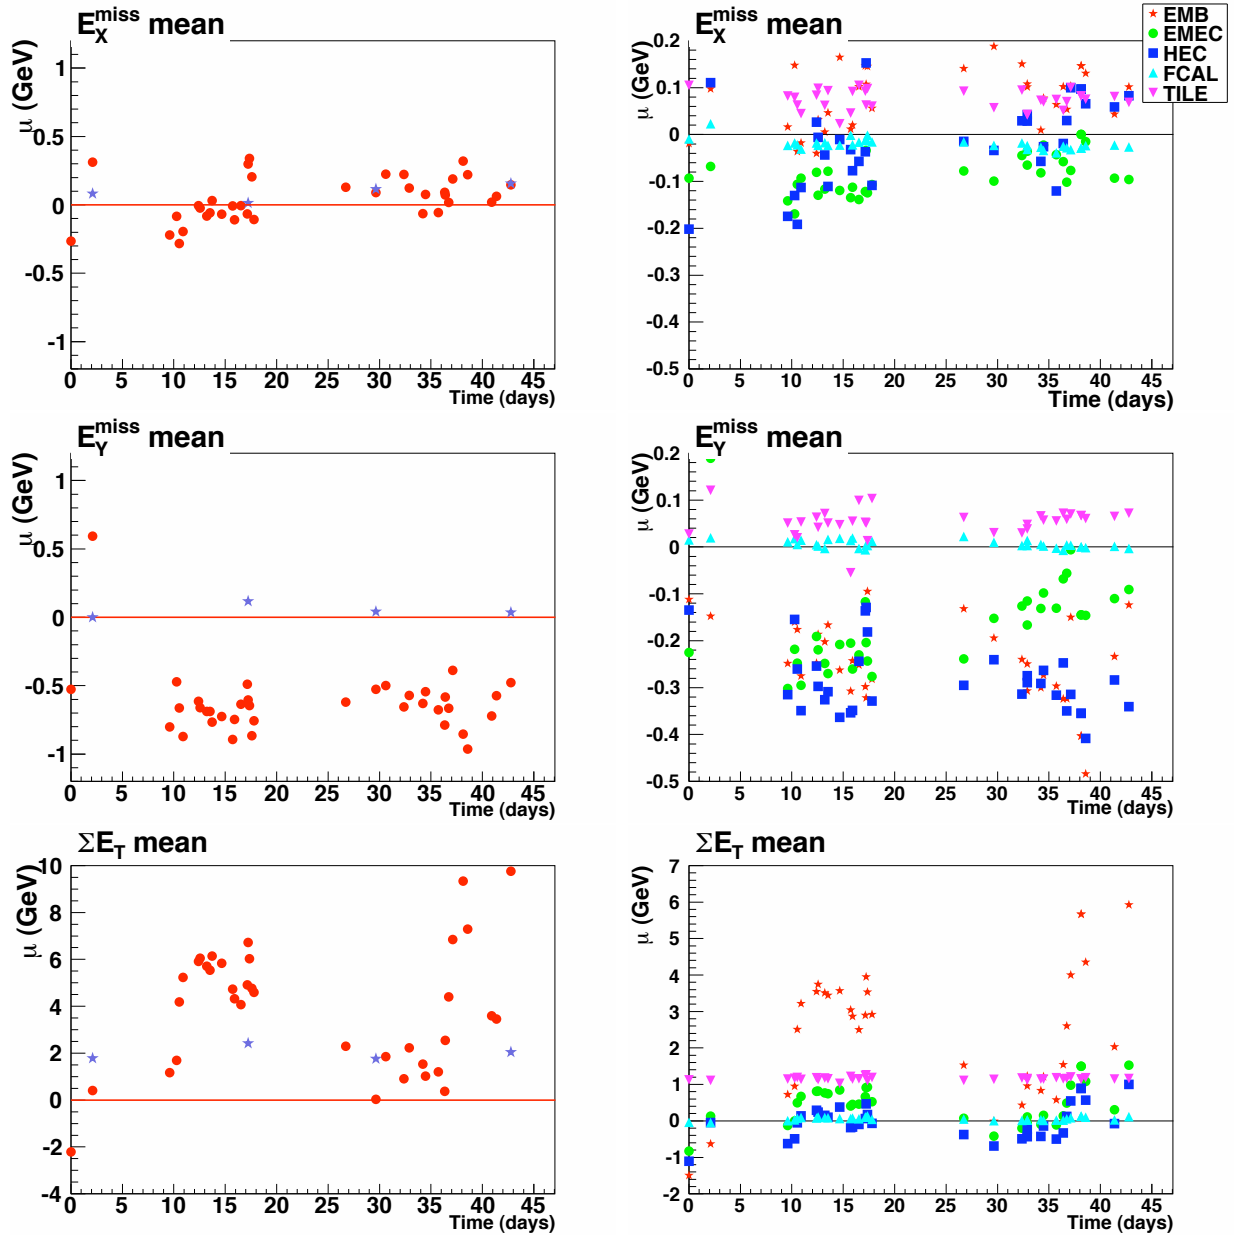 E_X^miss mean
μ (GeV)
1
0.5
0
-0.5
-1
0 5 10 15 20 25 30 35 40 45
Time (days)
E_X^miss mean
EMB
EMEC
HEC
FCAL
TILE
μ (GeV)
0.2
0.1
0
-0.1
-0.2
-0.3
-0.4
-0.5
0 5 10 15 20 25 30 35 40 45
Time (days)
E_Y^miss mean
μ (GeV)
1
0.5
0
-0.5
-1
0 5 10 15 20 25 30 35 40 45
Time (days)
E_Y^miss mean
μ (GeV)
0.2
0.1
0
-0.1
-0.2
-0.3
-0.4
-0.5
0 5 10 15 20 25 30 35 40 45
Time (days)
ΣE_T mean
μ (GeV)
10
8
6
4
2
0
-2
-4
0 5 10 15 20 25 30 35 40 45
Time (days)
ΣE_T mean
μ (GeV)
7
6
5
4
3
2
1
0
-1
-2
0 5 10 15 20 25 30 35 40 45
Time (days)